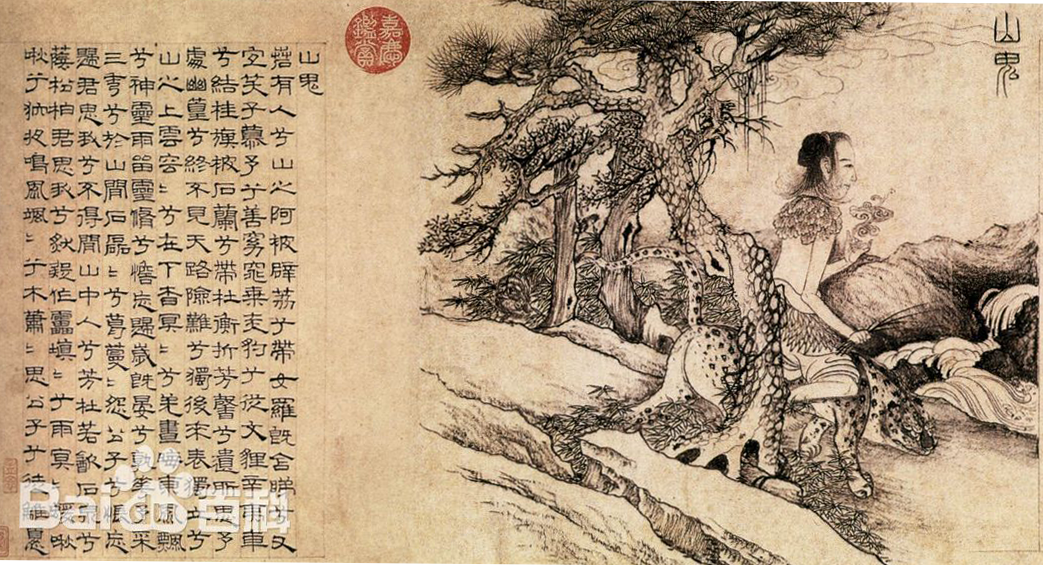 山鬼
嘉慶鑑賞
山鬼
若有人兮山之阿被薜荔兮帶女羅既含睇兮又
宜笑子慕予兮善窈窕乘赤豹兮從文狸辛夷車
兮結桂旗被石蘭兮帶杜衡折芳馨兮遺所思予
處幽篁兮終不見天路險難兮獨後來表獨立兮
山之上雲容〻兮在下杳冥〻兮羌晝晦東風飄
兮神靈雨留靈脩兮憺忘歸歲既晏兮孰華予采
三秀兮於山間石磊〻兮葛蔓〻怨公子兮悵忘
歸君思我兮不得閒山中人兮芳杜若飲石泉兮
蔭松柏君思我兮然疑作靁填〻兮雨冥〻猨啾
啾兮狖夜鳴風颯〻兮木蕭〻思公子兮徒離憂
Baidu百科